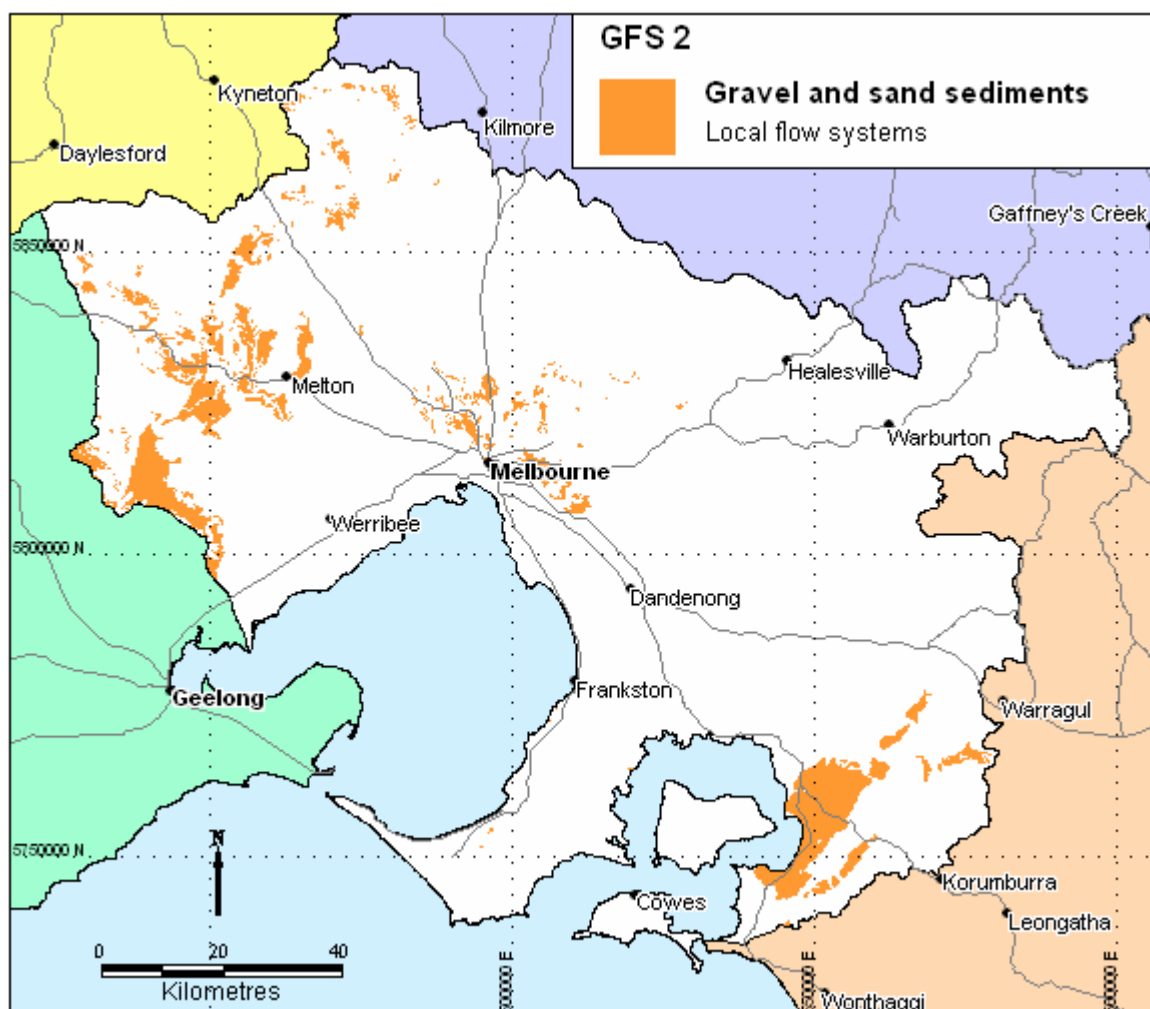 GFS 2
Gravel and sand sediments
Local flow systems
Kyneton
Kilmore
Daylesford
Gaffney's Creek
5850000 N
Healesville
Melton
Warburton
Melbourne
Werribee
5800000 N
Dandenong
Geelong
Frankston
Warragul
5750000 N
N
Korumburra
Cowes
Leongatha
0 20 40
Kilometres
Wonthaggi